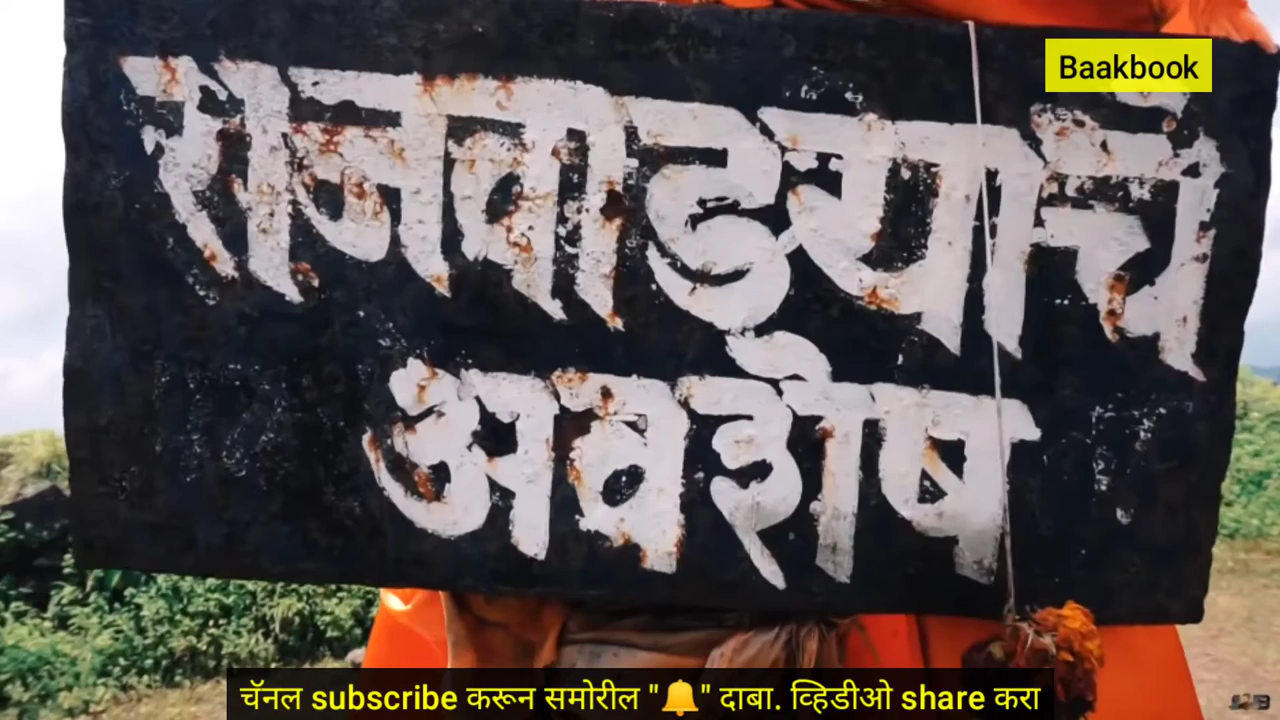 Baakbook
राजवाड्याचे
अवशेष
चॅनल subscribe करून समोरील "🔔" दाबा. व्हिडीओ share करा